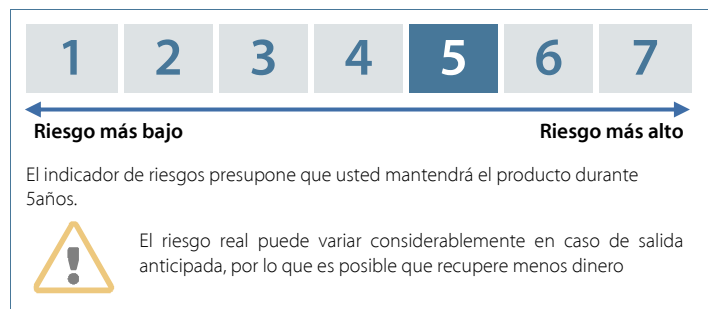 1 2 3 4 5 6 7
Riesgo más bajo Riesgo más alto
El indicador de riesgos presupone que usted mantendrá el producto durante
5años.
El riesgo real puede variar considerablemente en caso de salida
anticipada, por lo que es posible que recupere menos dinero